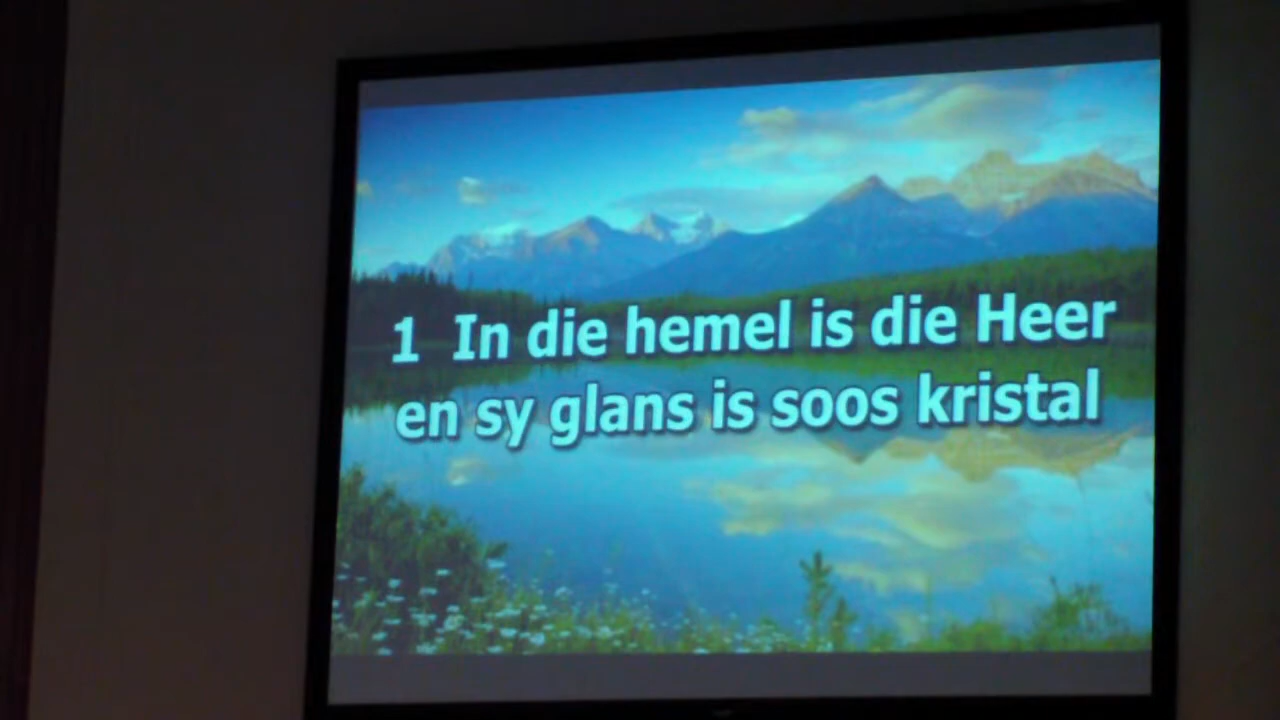 1 In die hemel is die Heer
en sy glans is soos kristal